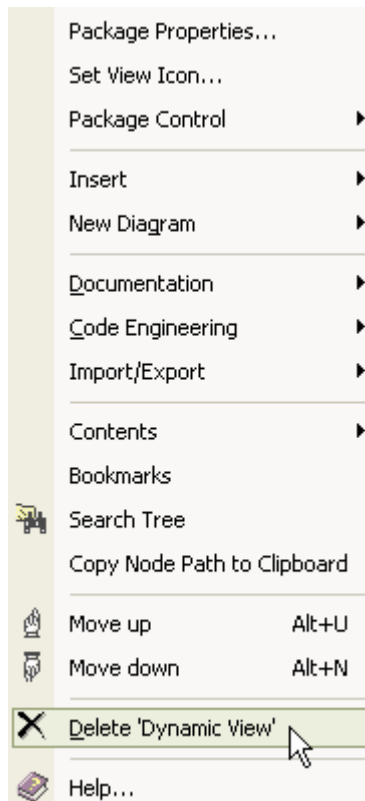 Package Properties...
Set View Icon...
Package Control
Insert
New Diagram
Documentation
Code Engineering
Import/Export
Contents
Bookmarks
Search Tree
Copy Node Path to Clipboard
Move up Alt+U
Move down Alt+N
Delete 'Dynamic View'
Help...